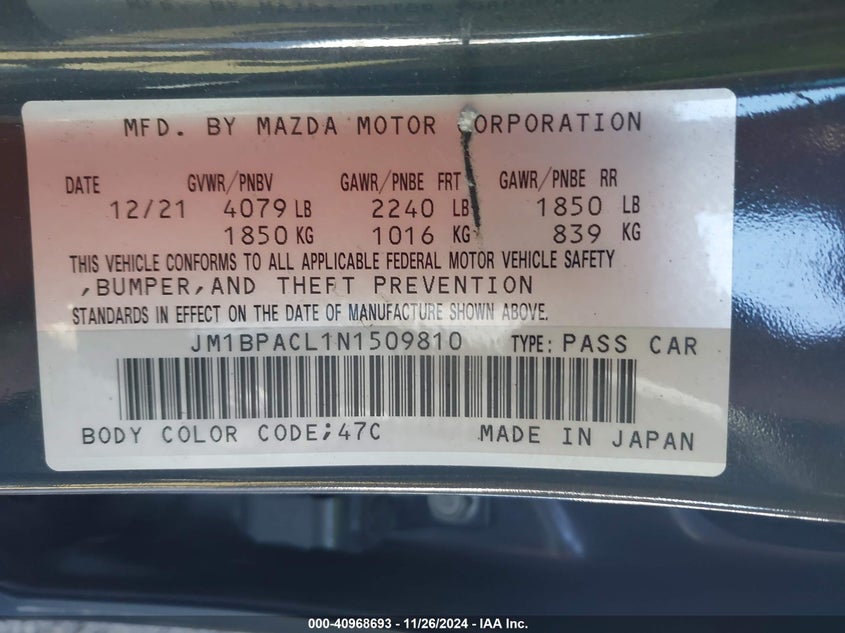 MFD. BY MAZDA MOTOR CORPORATION
DATE GVWR/PNBV GAWR/PNBE FRT GAWR/PNBE RR
12/21 4079 LB 2240 LB 1850 LB
1850 KG 1016 KG 839 KG
THIS VEHICLE CONFORMS TO ALL APPLICABLE FEDERAL MOTOR VEHICLE SAFETY
,BUMPER,AND THEFT PREVENTION
STANDARDS IN EFFECT ON THE DATE OF MANUFACTURE SHOWN ABOVE.
JM1BPACL1N1509810 TYPE: PASS CAR
BODY COLOR CODE;47C MADE IN JAPAN
000-40968693 - 11/26/2024 - IAA Inc.